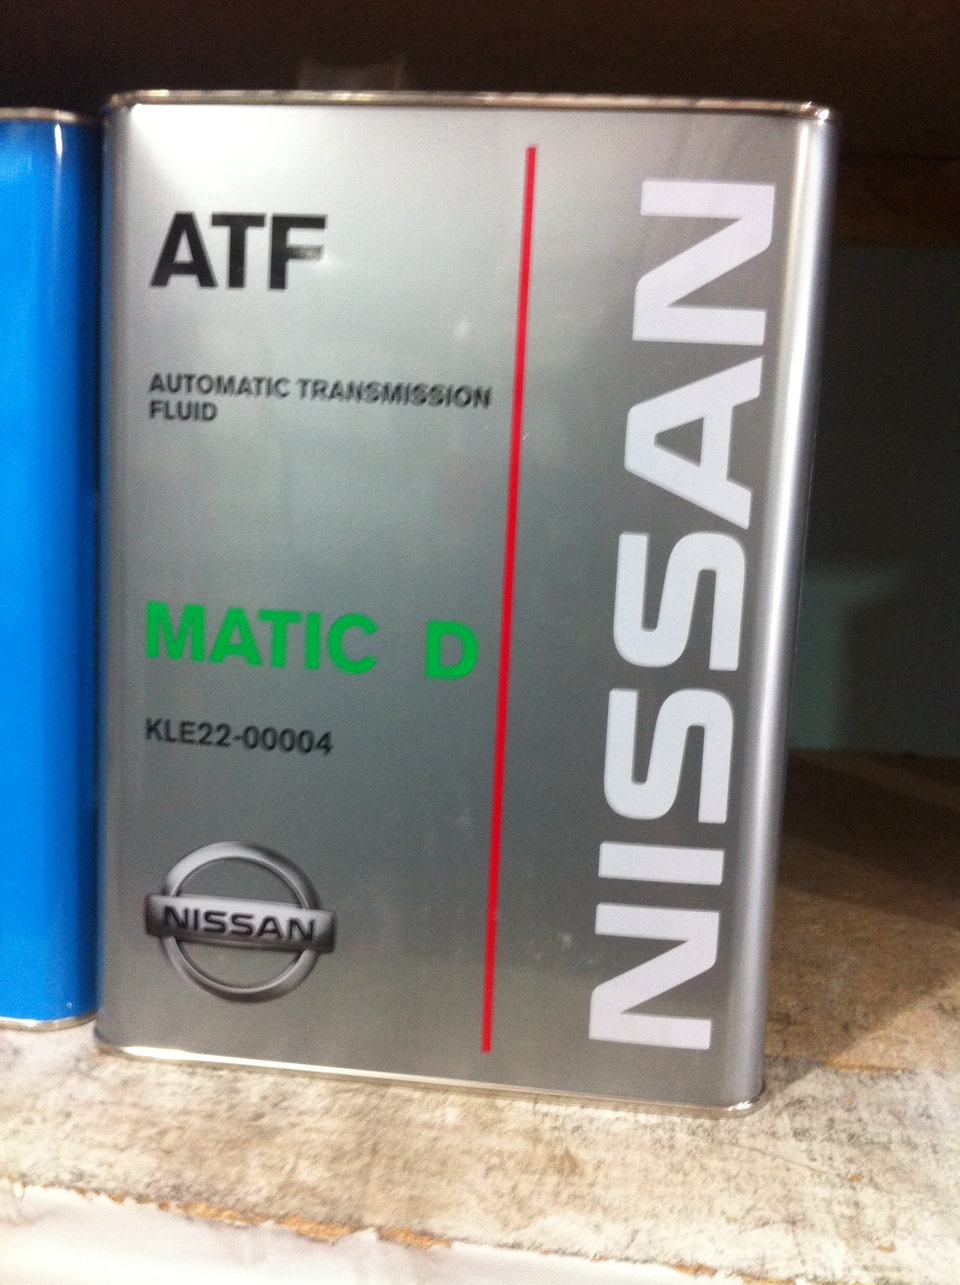 ATF
AUTOMATIC TRANSMISSION
FLUID
MATIC D
KLE22-00004
NISSAN
NISSAN